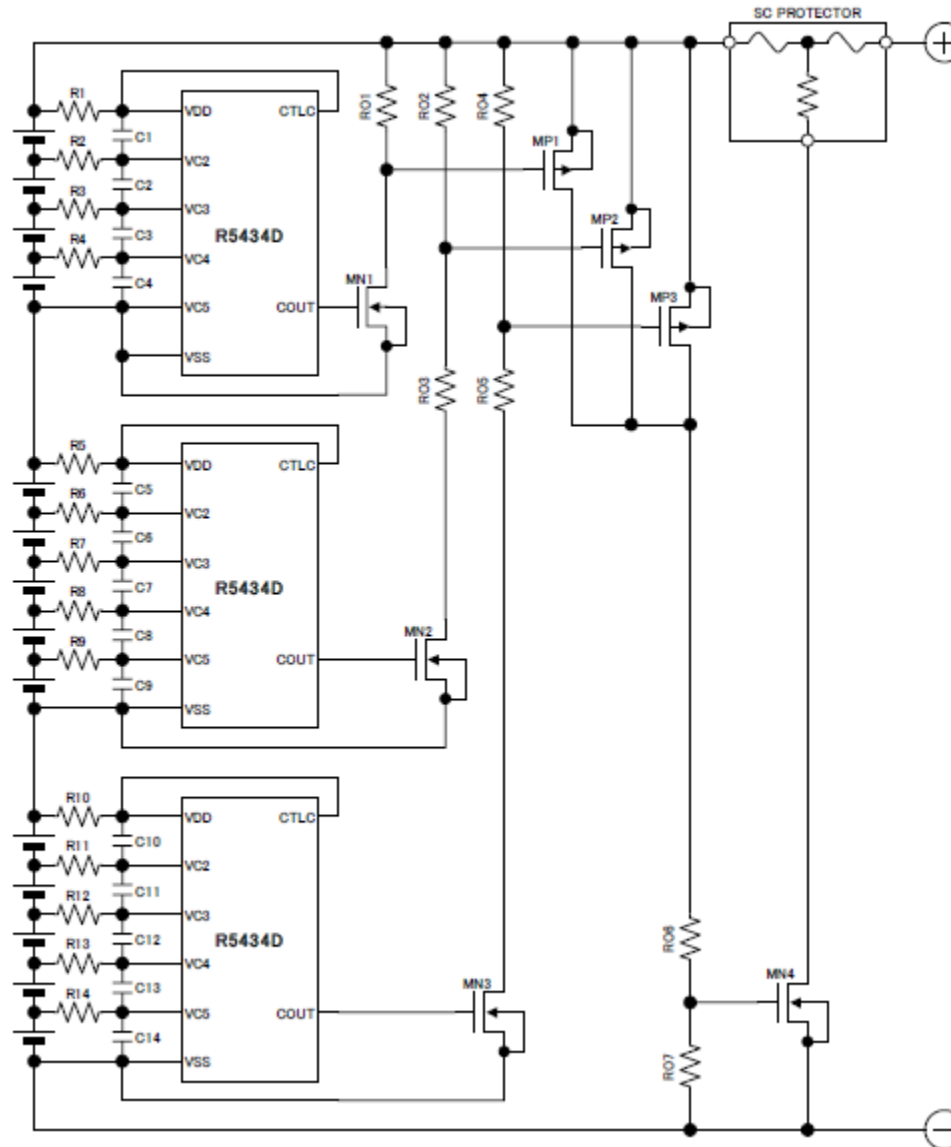 SC PROTECTOR
+
R1
VDD
CTLC
C1
R2
VC2
C2
R3
VC3
C3
R5434D
R4
VC4
C4
VC5
COUT
VSS
MN1
RO1
RO2
RO4
MP1
MP2
MP3
RO3
RO5
R5
VDD
CTLC
C5
R6
VC2
C6
R7
VC3
C7
R5434D
R8
VC4
C8
R9
VC5
COUT
C9
VSS
MN2
R10
VDD
CTLC
C10
R11
VC2
C11
R12
VC3
C12
R5434D
R13
VC4
C13
R14
VC5
COUT
C14
VSS
MN3
RO6
MN4
RO7
−